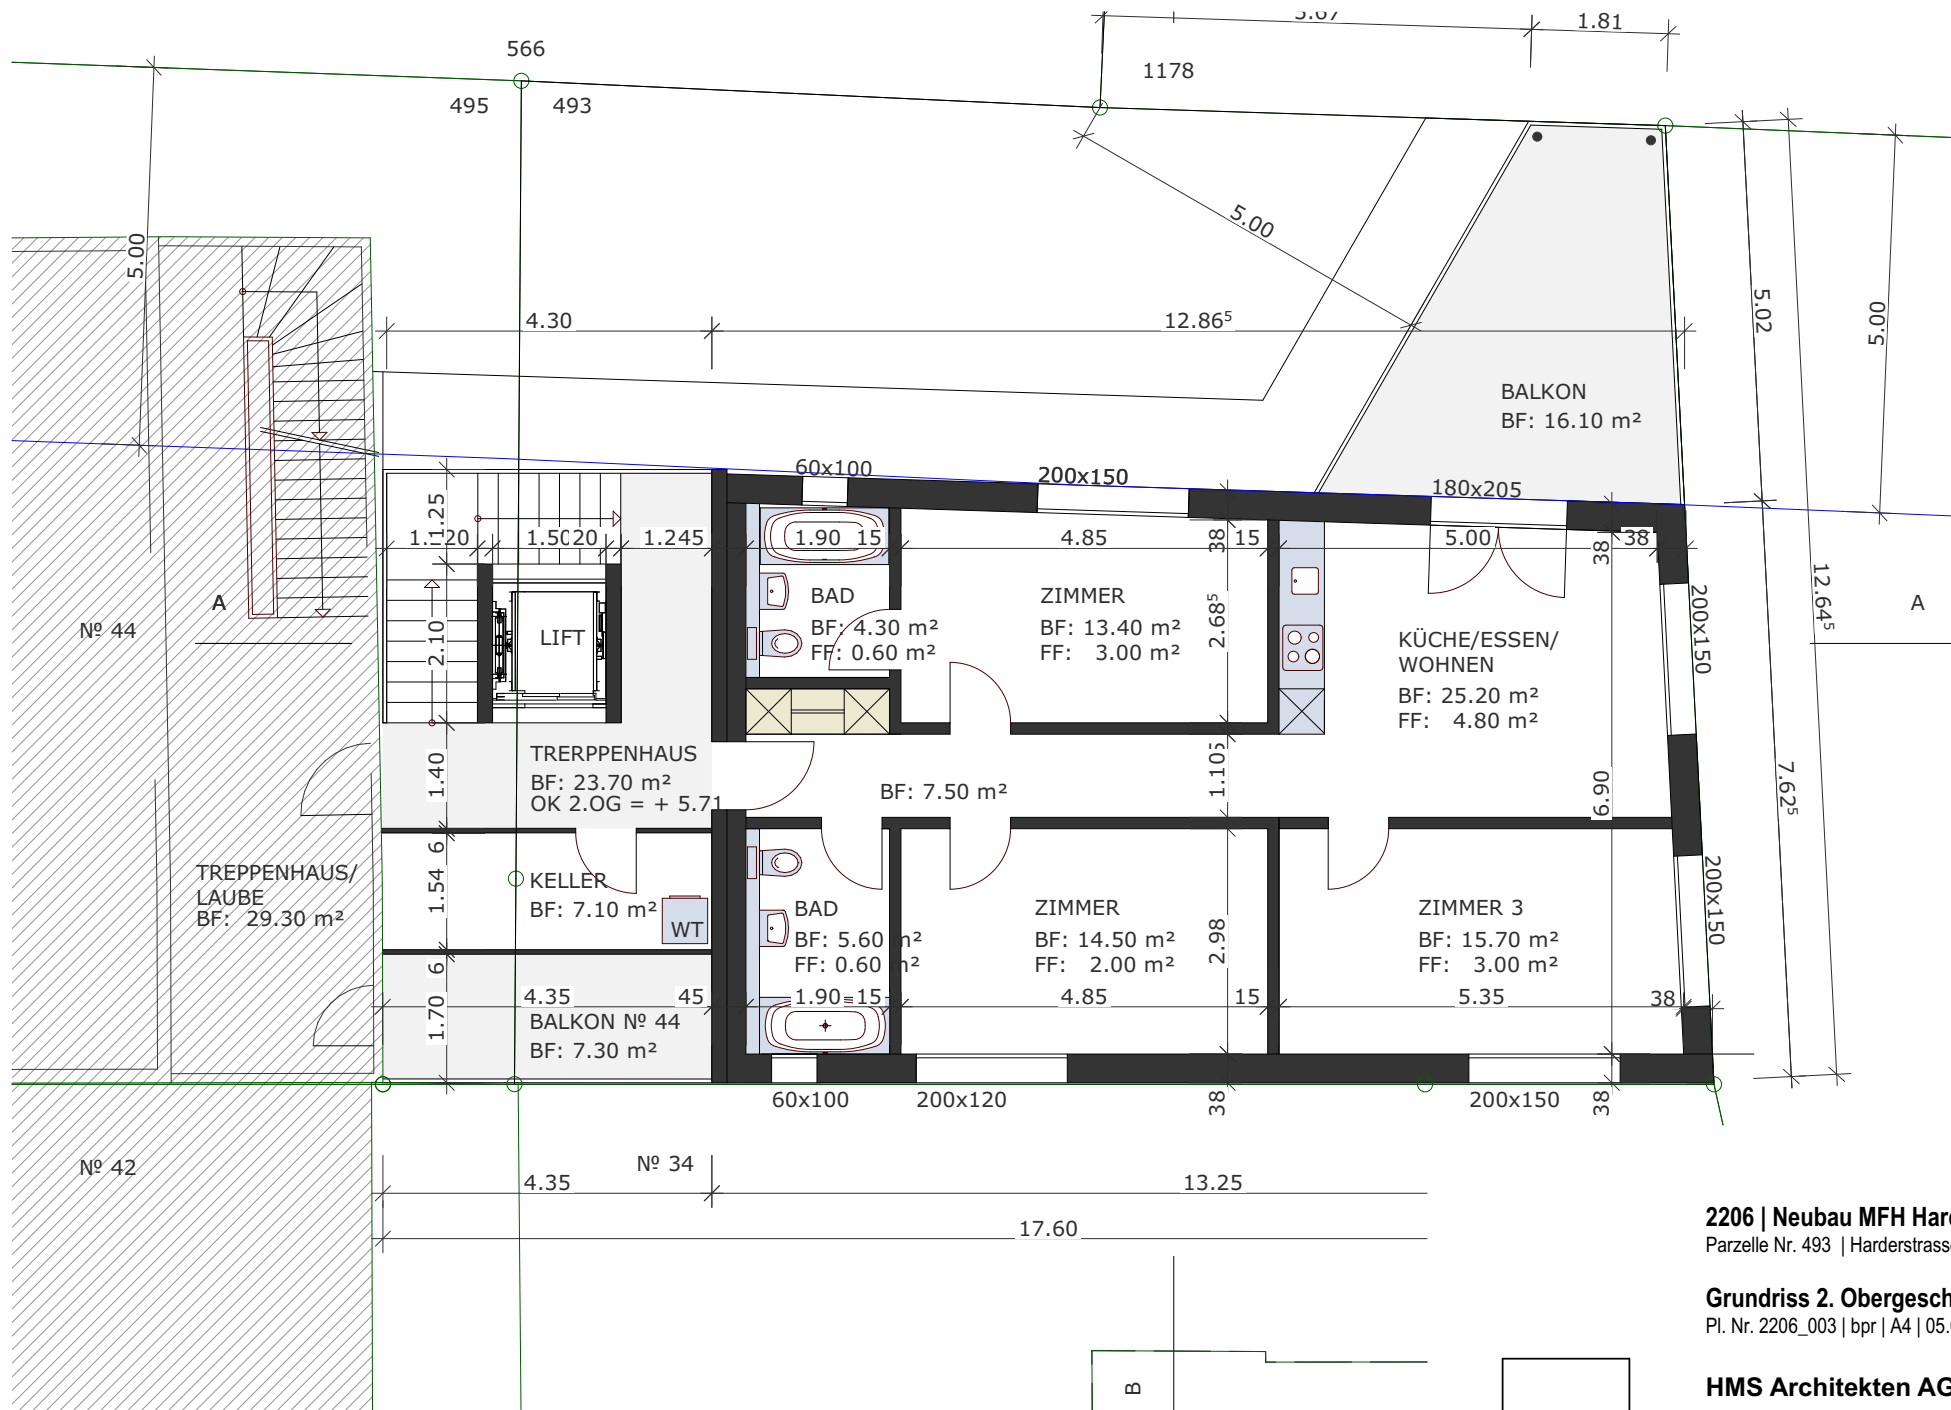 5.67
1.81
566
1178
495
493
5.00
5.00
5.02
5.00
12.64⁵
7.62⁵
4.30
12.86⁵
BALKON
BF: 16.10 m²
60x100
200x150
180x205
1.25
20
1.50
20
1.245
1.90
15
4.85
38
15
5.00
38
38
A
Nº 44
2.10
LIFT
BAD
BF: 4.30 m²
FF: 0.60 m²
ZIMMER
BF: 13.40 m²
FF: 3.00 m²
2.68⁵
KÜCHE/ESSEN/
WOHNEN
BF: 25.20 m²
FF: 4.80 m²
200x150
A
TRERPPENHAUS
BF: 23.70 m²
OK 2.OG = + 5.71
1.40
BF: 7.50 m²
1.105
6.90
TREPPENHAUS/
LAUBE
BF: 29.30 m²
6
1.54
KELLER
BF: 7.10 m²
WT
BAD
BF: 5.60 m²
FF: 0.60 m²
ZIMMER
BF: 14.50 m²
FF: 2.00 m²
2.98
ZIMMER 3
BF: 15.70 m²
FF: 3.00 m²
200x150
6
1.70
4.35
45
1.90
15
4.85
15
5.35
38
BALKON Nº 44
BF: 7.30 m²
60x100
200x120
38
200x150
38
Nº 42
Nº 34
4.35
13.25
17.60
2206 | Neubau MFH
Parzelle Nr. 493 |
Grundriss 2.
Pl. Nr. 2206_003 | bpr | A4 |
B
HMS Architekten AG